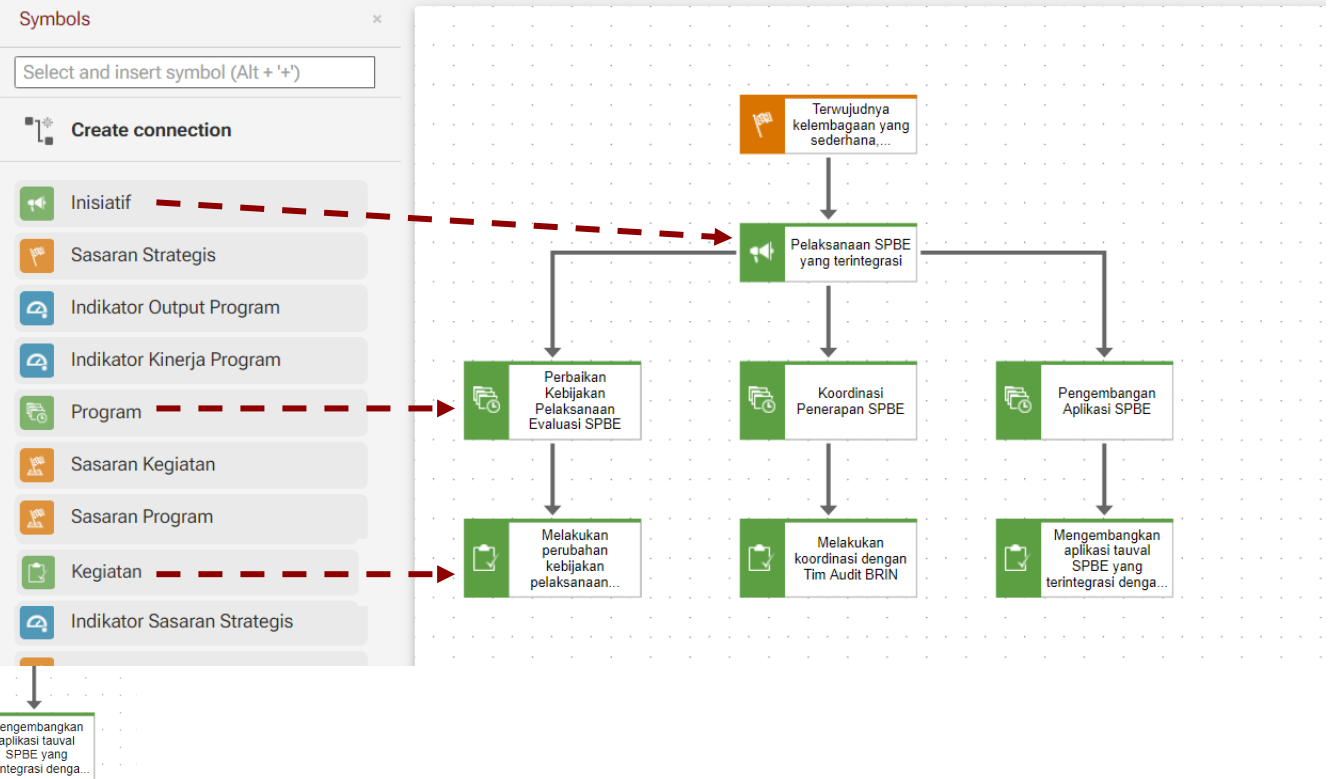 Symbols
×
Select and insert symbol (Alt + '+')
Create connection
Inisiatif
Sasaran Strategis
Indikator Output Program
Indikator Kinerja Program
Program
Sasaran Kegiatan
Sasaran Program
Kegiatan
Indikator Sasaran Strategis
Terwujudnya
kelembagaan yang
sederhana,...
Pelaksanaan SPBE
yang terintegrasi
Perbaikan
Kebijakan
Pelaksanaan
Evaluasi SPBE
Koordinasi
Penerapan SPBE
Pengembangan
Aplikasi SPBE
Melakukan
perubahan
kebijakan
pelaksanaan...
Melakukan
koordinasi dengan
Tim Audit BRIN
Mengembangkan
aplikasi tauval
SPBE yang
terintegrasi denga...
engembangkan
aplikasi tauval
SPBE yang
ntegrasi denga...